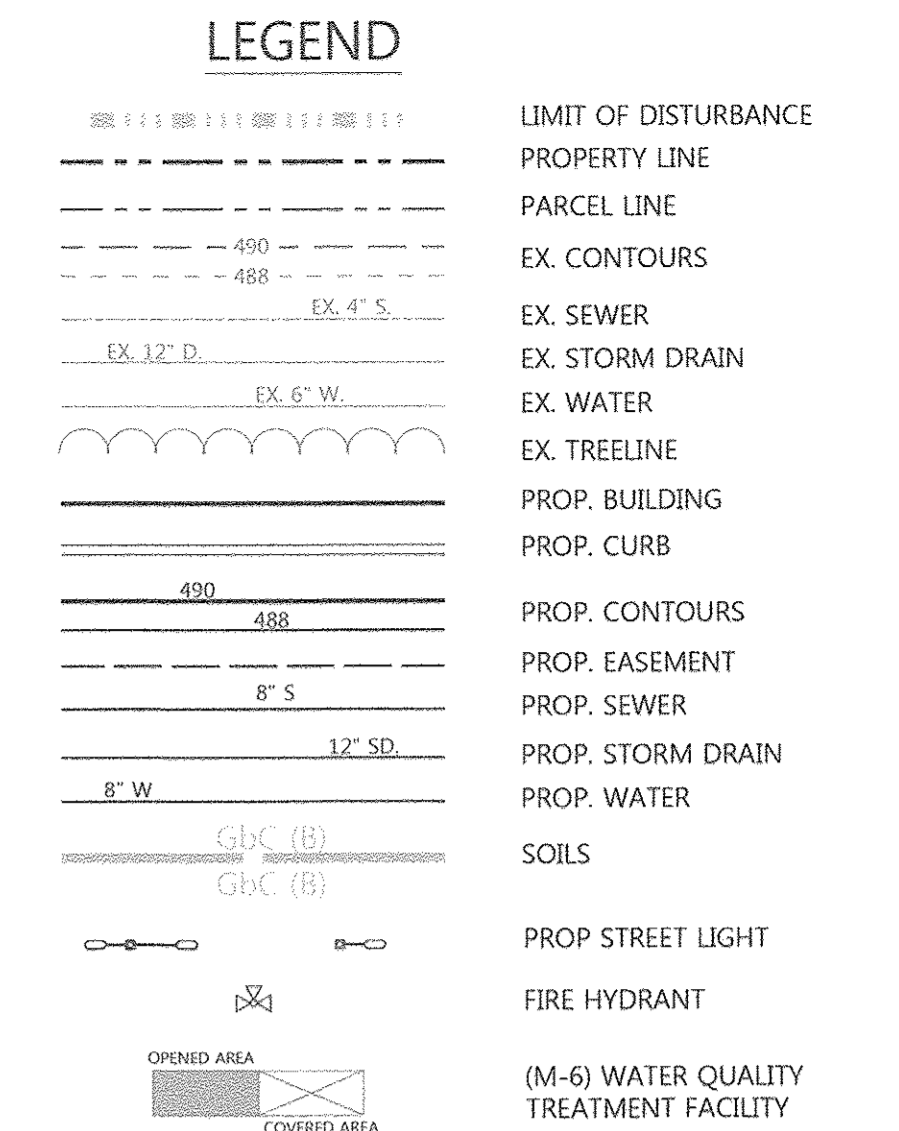 LEGEND
LIMIT OF DISTURBANCE
PROPERTY LINE
PARCEL LINE
490
488
EX. CONTOURS
EX. 4" S.
EX. SEWER
EX. 12" D.
EX. STORM DRAIN
EX. 6" W.
EX. WATER
EX. TREELINE
PROP. BUILDING
PROP. CURB
490
488
PROP. CONTOURS
PROP. EASEMENT
8" S
PROP. SEWER
12" SD.
PROP. STORM DRAIN
8" W
PROP. WATER
GbC (B)
GbC (B)
SOILS
PROP STREET LIGHT
FIRE HYDRANT
OPENED AREA
COVERED AREA
(M-6) WATER QUALITY
TREATMENT FACILITY